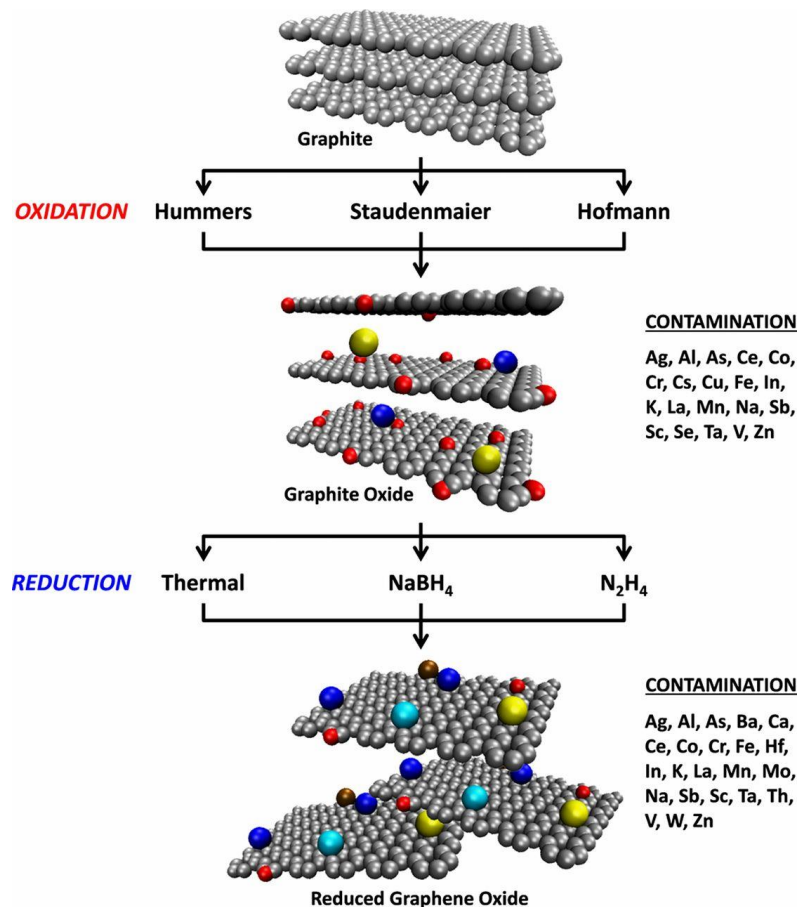 Graphite
OXIDATION Hummers Staudenmaier Hofmann
CONTAMINATION
Ag, Al, As, Ce, Co,
Cr, Cs, Cu, Fe, In,
K, La, Mn, Na, Sb,
Sc, Se, Ta, V, Zn
Graphite Oxide
REDUCTION Thermal NaBH₄ N₂H₄
CONTAMINATION
Ag, Al, As, Ba, Ca,
Ce, Co, Cr, Fe, Hf,
In, K, La, Mn, Mo,
Na, Sb, Sc, Ta, Th,
V, W, Zn
Reduced Graphene Oxide